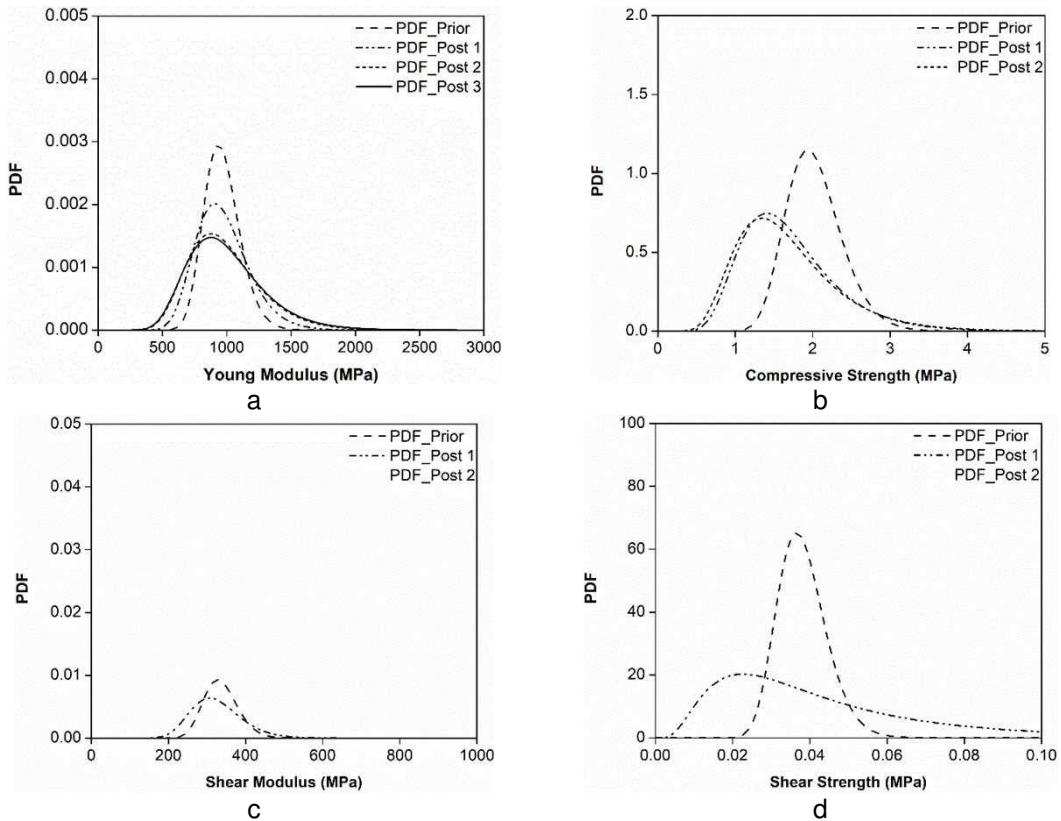 0.005
0.004
0.003
0.002
0.001
0.000
PDF
PDF_Prior
PDF_Post 1
PDF_Post 2
PDF_Post 3
0 500 1000 1500 2000 2500 3000
Young Modulus (MPa)
a
2.0
1.5
1.0
0.5
0.0
PDF
PDF_Prior
PDF_Post 1
PDF_Post 2
0 1 2 3 4 5
Compressive Strength (MPa)
b
0.05
0.04
0.03
0.02
0.01
0.00
PDF
PDF_Prior
PDF_Post 1
PDF_Post 2
0 200 400 600 800 1000
Shear Modulus (MPa)
c
100
80
60
40
20
0
PDF
PDF_Prior
PDF_Post 1
PDF_Post 2
0.00 0.02 0.04 0.06 0.08 0.10
Shear Strength (MPa)
d